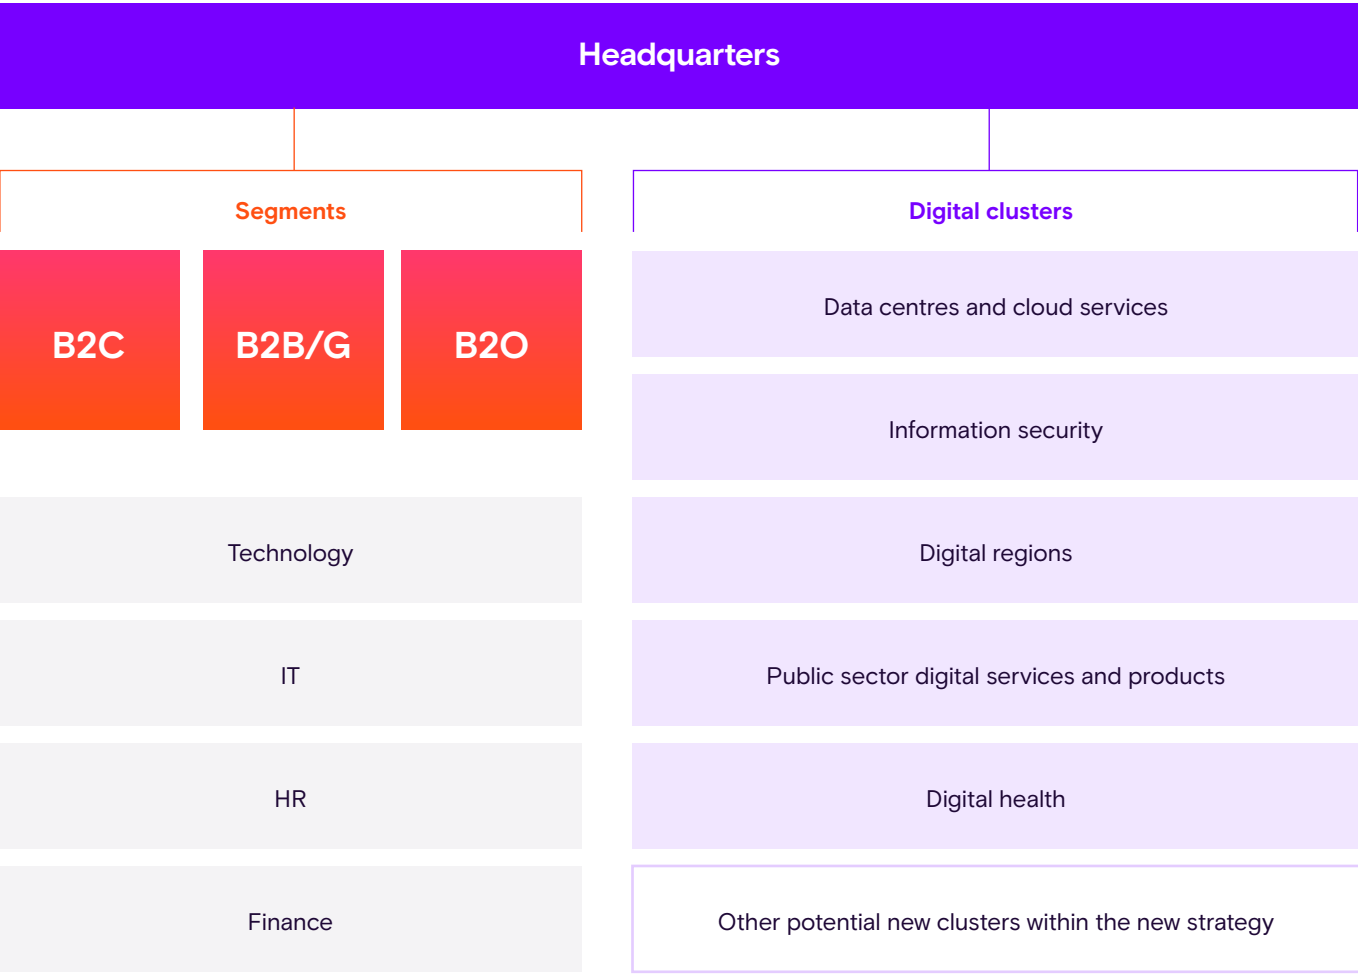 Headquarters
Segments
B2C
B2B/G
B2O
Technology
IT
HR
Finance
Digital clusters
Data centres and cloud services
Information security
Digital regions
Public sector digital services and products
Digital health
Other potential new clusters within the new strategy